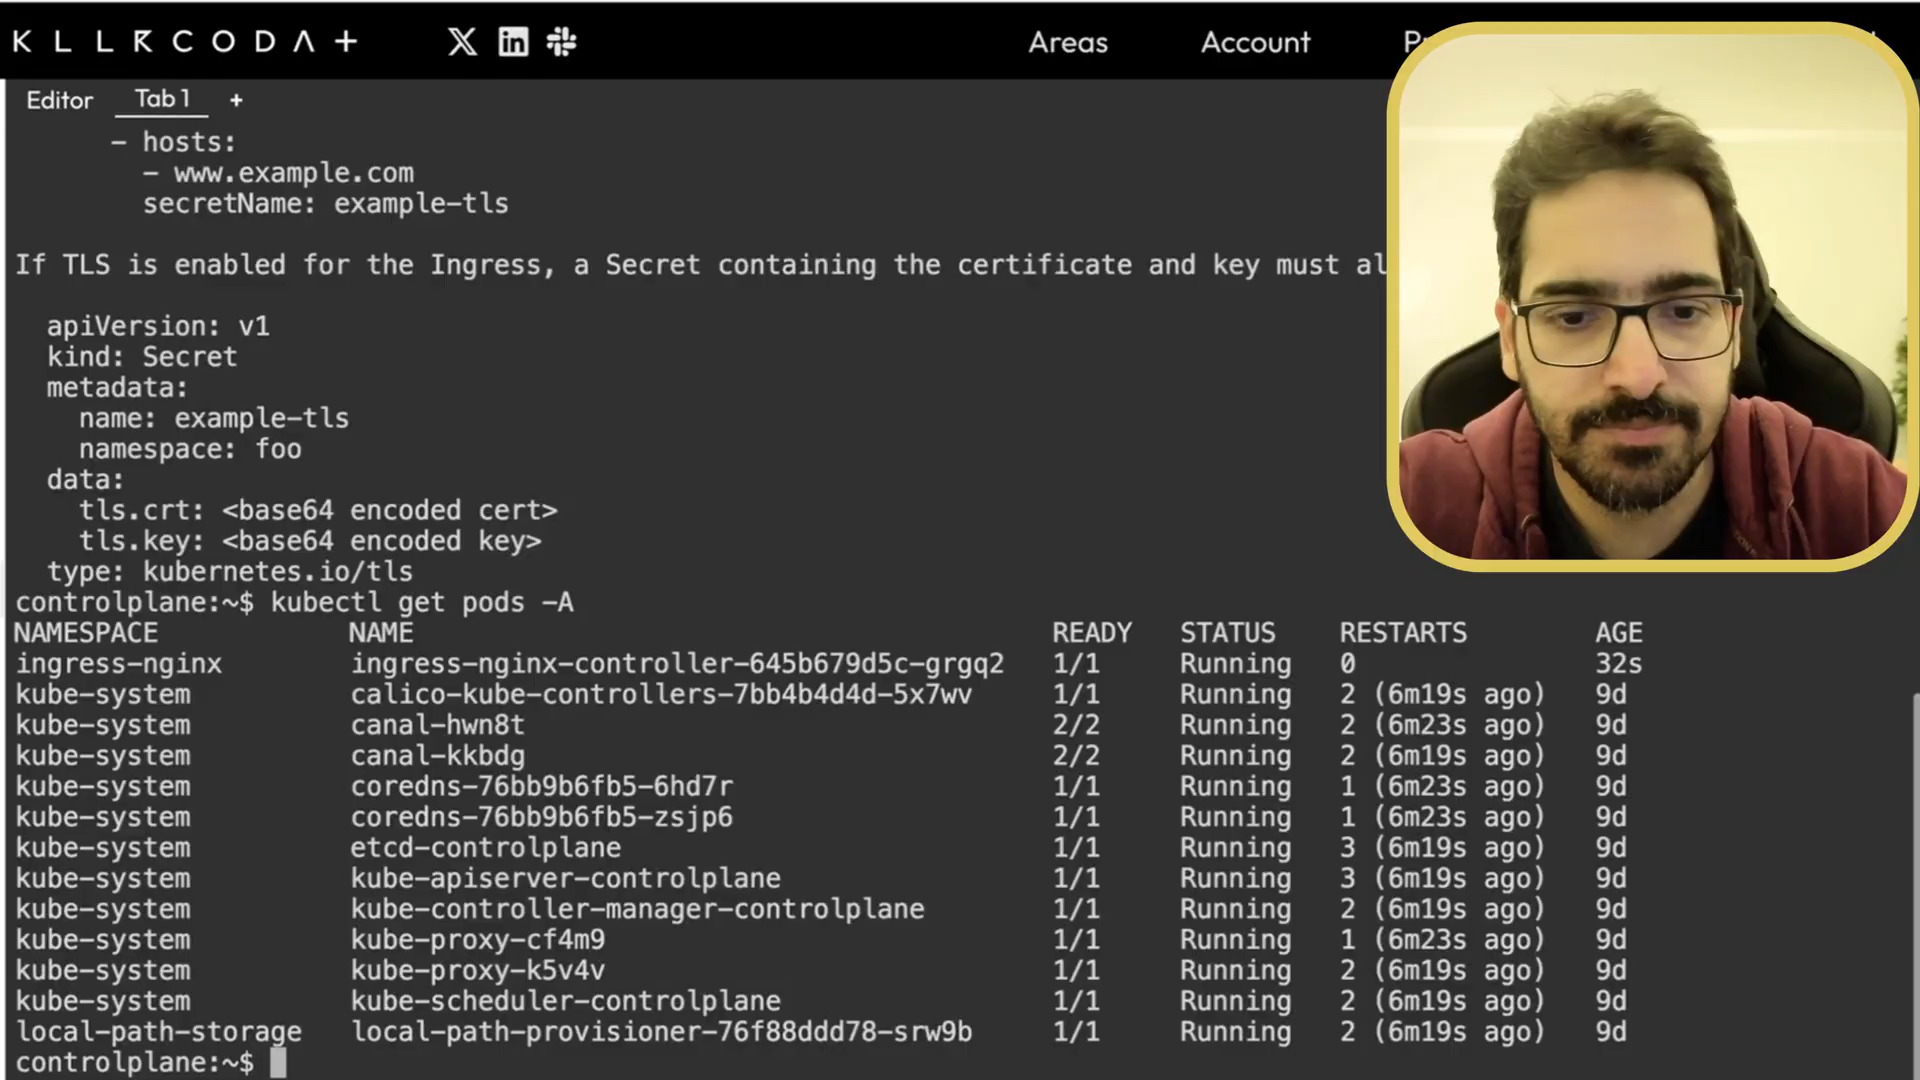 KLLRCODA+
Areas
Account
Editor
Tab 1
+
- hosts:
- www.example.com
secretName: example-tls
If TLS is enabled for the Ingress, a Secret containing the certificate and key must
apiVersion: v1
kind: Secret
metadata:
name: example-tls
namespace: foo
data:
tls.crt: <base64 encoded cert>
tls.key: <base64 encoded key>
type: kubernetes.io/tls
controlplane:~$ kubectl get pods -A
NAMESPACE NAME READY STATUS RESTARTS AGE
ingress-nginx ingress-nginx-controller-645b679d5c-grgq2 1/1 Running 0 32s
kube-system calico-kube-controllers-7bb4b4d4d-5x7wv 1/1 Running 2 (6m19s ago) 9d
kube-system canal-hwn8t 2/2 Running 2 (6m23s ago) 9d
kube-system canal-kkbdg 2/2 Running 2 (6m19s ago) 9d
kube-system coredns-76bb9b6fb5-6hd7r 1/1 Running 1 (6m23s ago) 9d
kube-system coredns-76bb9b6fb5-zsjp6 1/1 Running 1 (6m23s ago) 9d
kube-system etcd-controlplane 1/1 Running 3 (6m19s ago) 9d
kube-system kube-apiserver-controlplane 1/1 Running 3 (6m19s ago) 9d
kube-system kube-controller-manager-controlplane 1/1 Running 2 (6m19s ago) 9d
kube-system kube-proxy-cf4m9 1/1 Running 1 (6m23s ago) 9d
kube-system kube-proxy-k5v4v 1/1 Running 2 (6m19s ago) 9d
kube-system kube-scheduler-controlplane 1/1 Running 2 (6m19s ago) 9d
local-path-storage local-path-provisioner-76f88ddd78-srw9b 1/1 Running 2 (6m19s ago) 9d
controlplane:~$